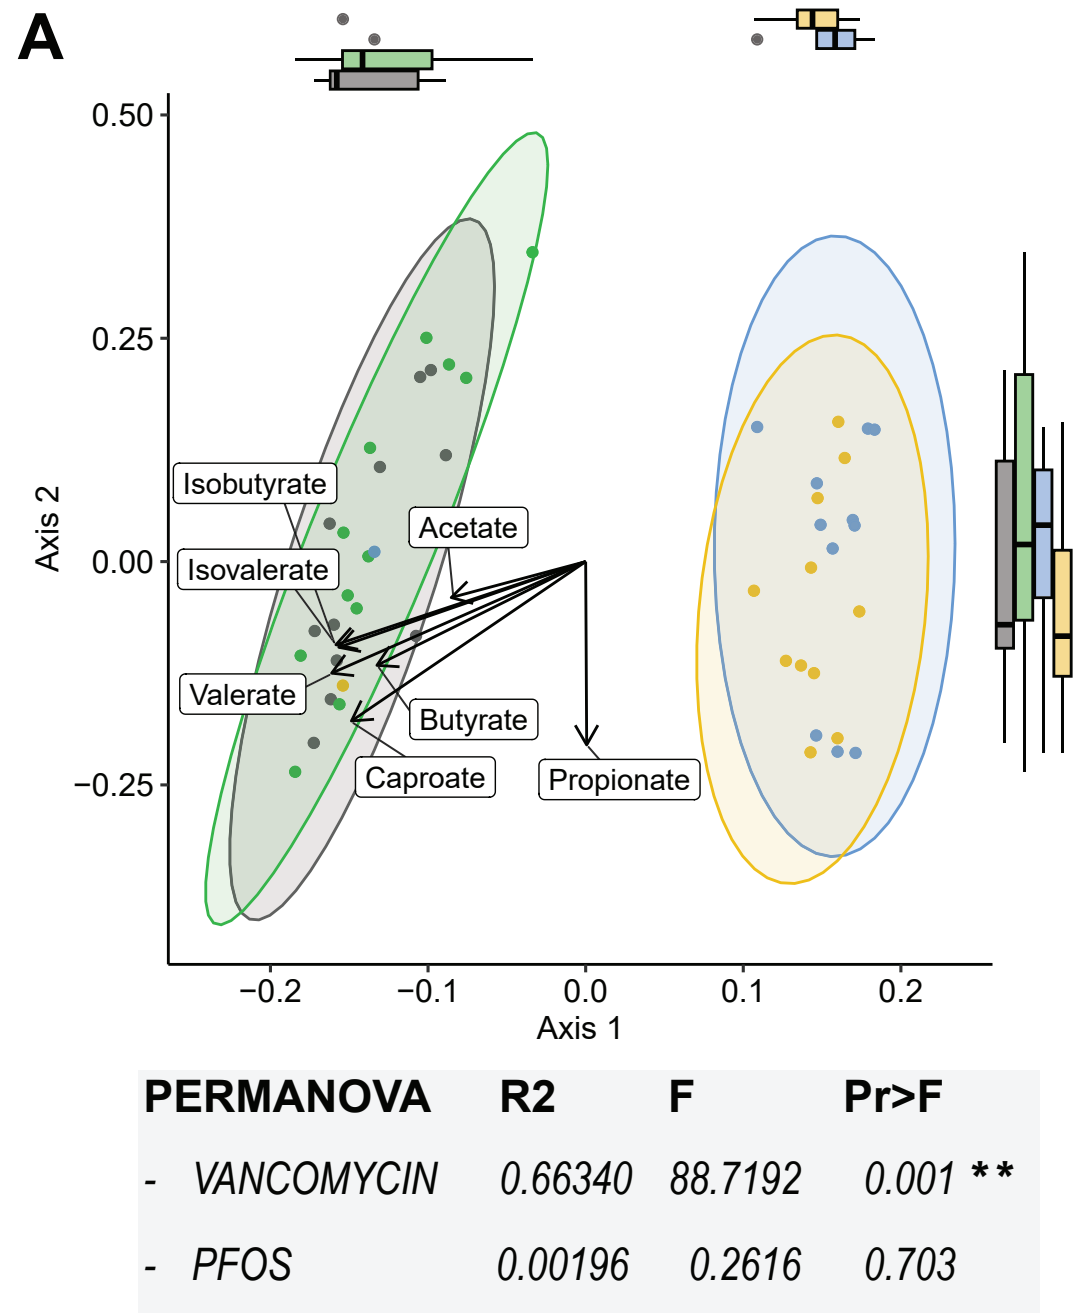 A
0.50
0.25
0.00
−0.25
Axis 2
Isobutyrate
Acetate
Isovalerate
Valerate
Butyrate
Caproate
Propionate
−0.2 −0.1 0.0 0.1 0.2
Axis 1
PERMANOVA R2 F Pr>F
- VANCOMYCIN 0.66340 88.7192 0.001 **
- PFOS 0.00196 0.2616 0.703